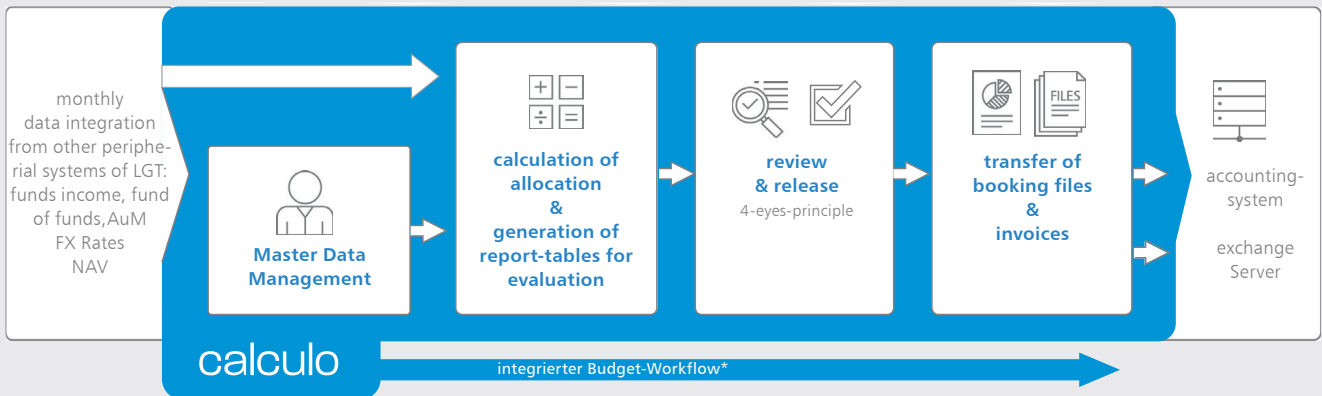 monthly
data integration
from other periphe-
rial systems of LGT:
funds income, fund
of funds,AuM
FX Rates
NAV
Master Data
Management
calculation of
allocation
&
generation of
report-tables for
evaluation
review
& release
4-eyes-principle
FILES
transfer of
booking files
&
invoices
accounting-
system
exchange
Server
calculo
integrierter Budget-Workflow*